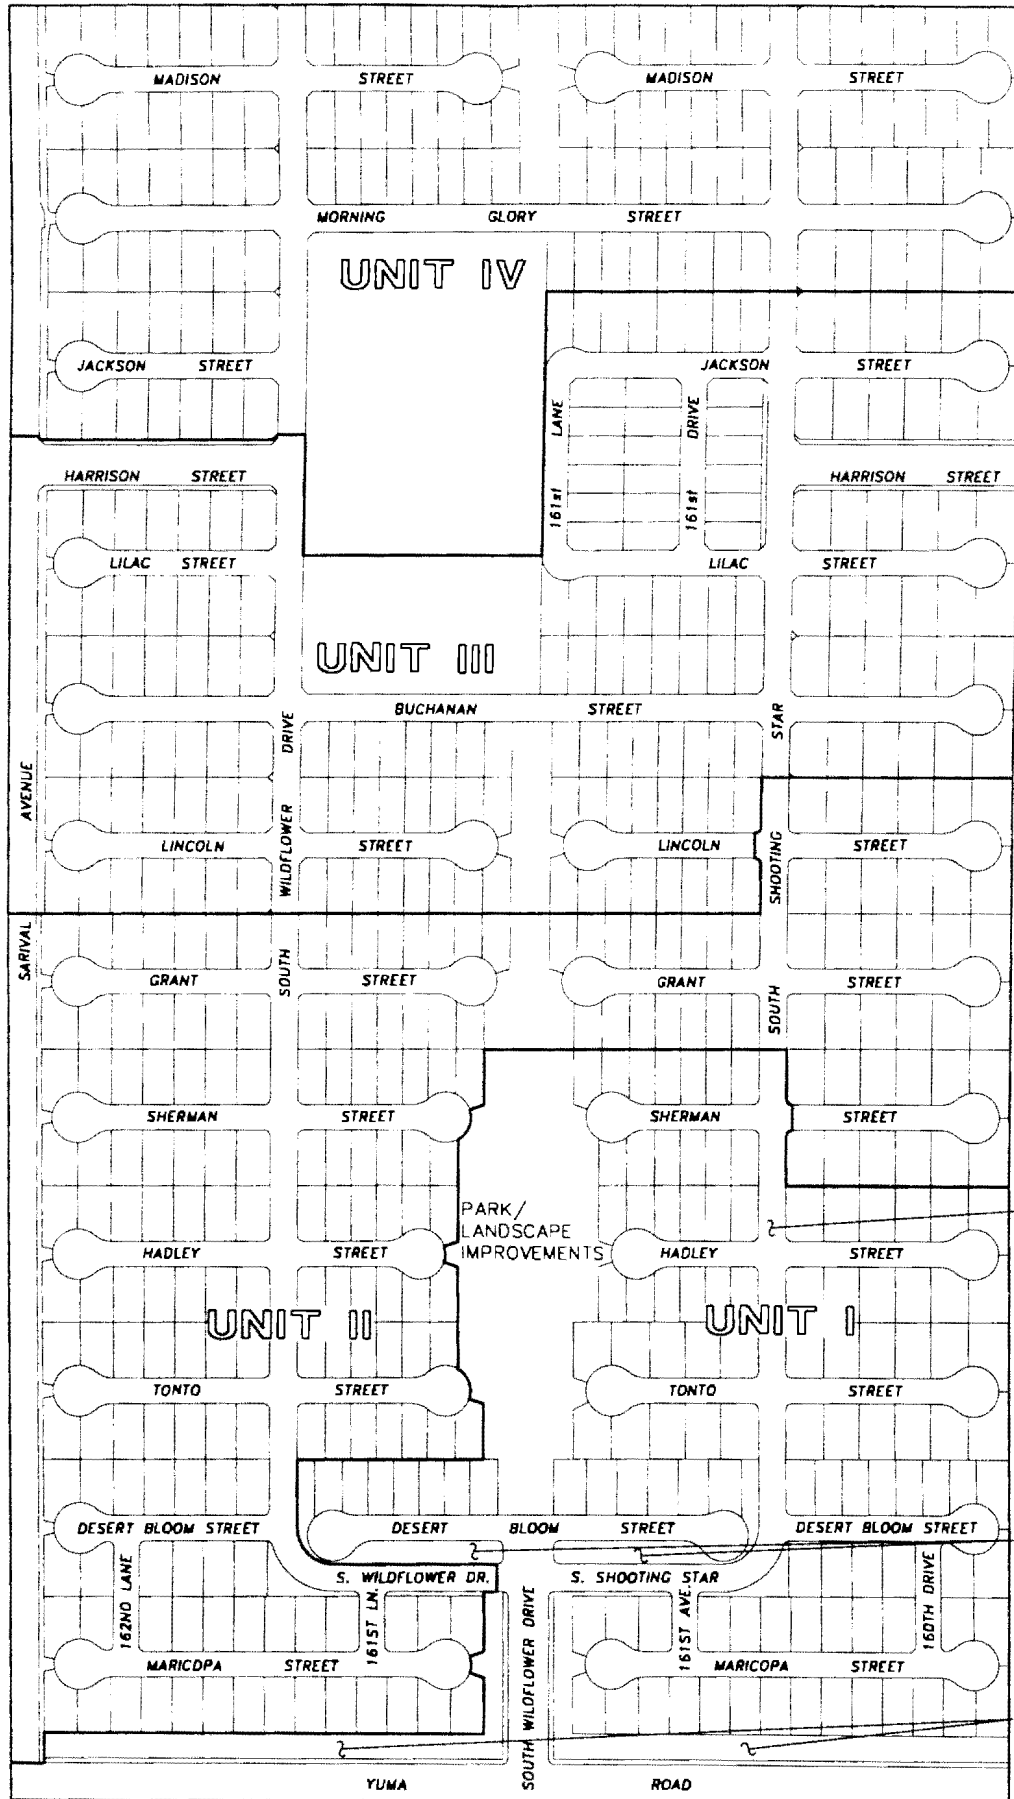 MADISON STREET MADISON STREET
MORNING GLORY STREET
UNIT IV
JACKSON STREET JACKSON STREET
161st LANE
161st DRIVE
HARRISON STREET HARRISON STREET
LILAC STREET LILAC STREET
UNIT III
BUCHANAN STREET
SARIVAL AVENUE
SOUTH WILDFLOWER DRIVE
SOUTH SHOOTING STAR
LINCOLN STREET LINCOLN STREET
GRANT STREET GRANT STREET
SHERMAN STREET SHERMAN STREET
PARK/
LANDSCAPE
IMPROVEMENTS
HADLEY STREET HADLEY STREET
UNIT II UNIT I
TONTO STREET TONTO STREET
DESERT BLOOM STREET DESERT BLOOM STREET DESERT BLOOM STREET
S. WILDFLOWER DR. S. SHOOTING STAR
162ND LANE
161ST LN.
SOUTH WILDFLOWER DRIVE
161ST AVE.
160TH DRIVE
MARICOPA STREET MARICOPA STREET
YUMA ROAD